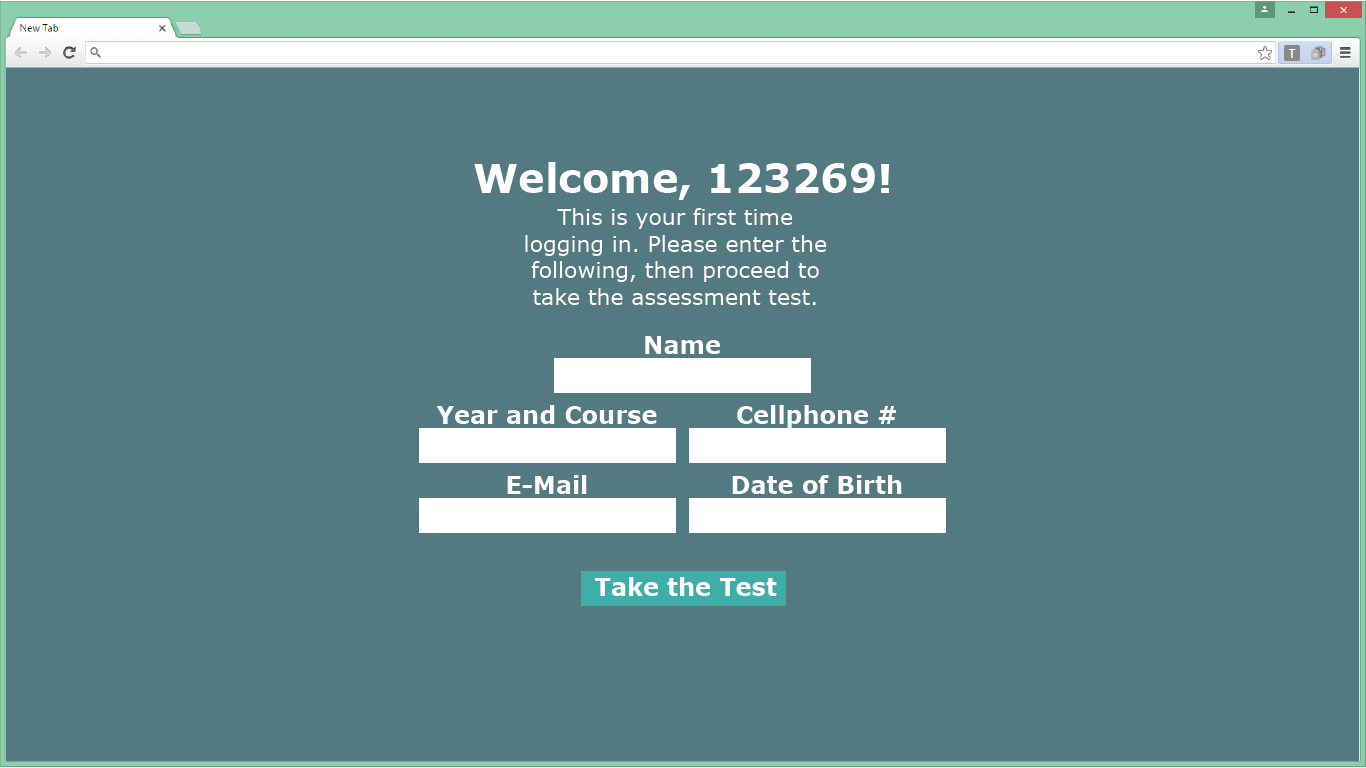 New Tab
T
Welcome, 123269!
This is your first time
logging in. Please enter the
following, then proceed to
take the assessment test.
Name
Year and Course
Cellphone #
E-Mail
Date of Birth
Take the Test